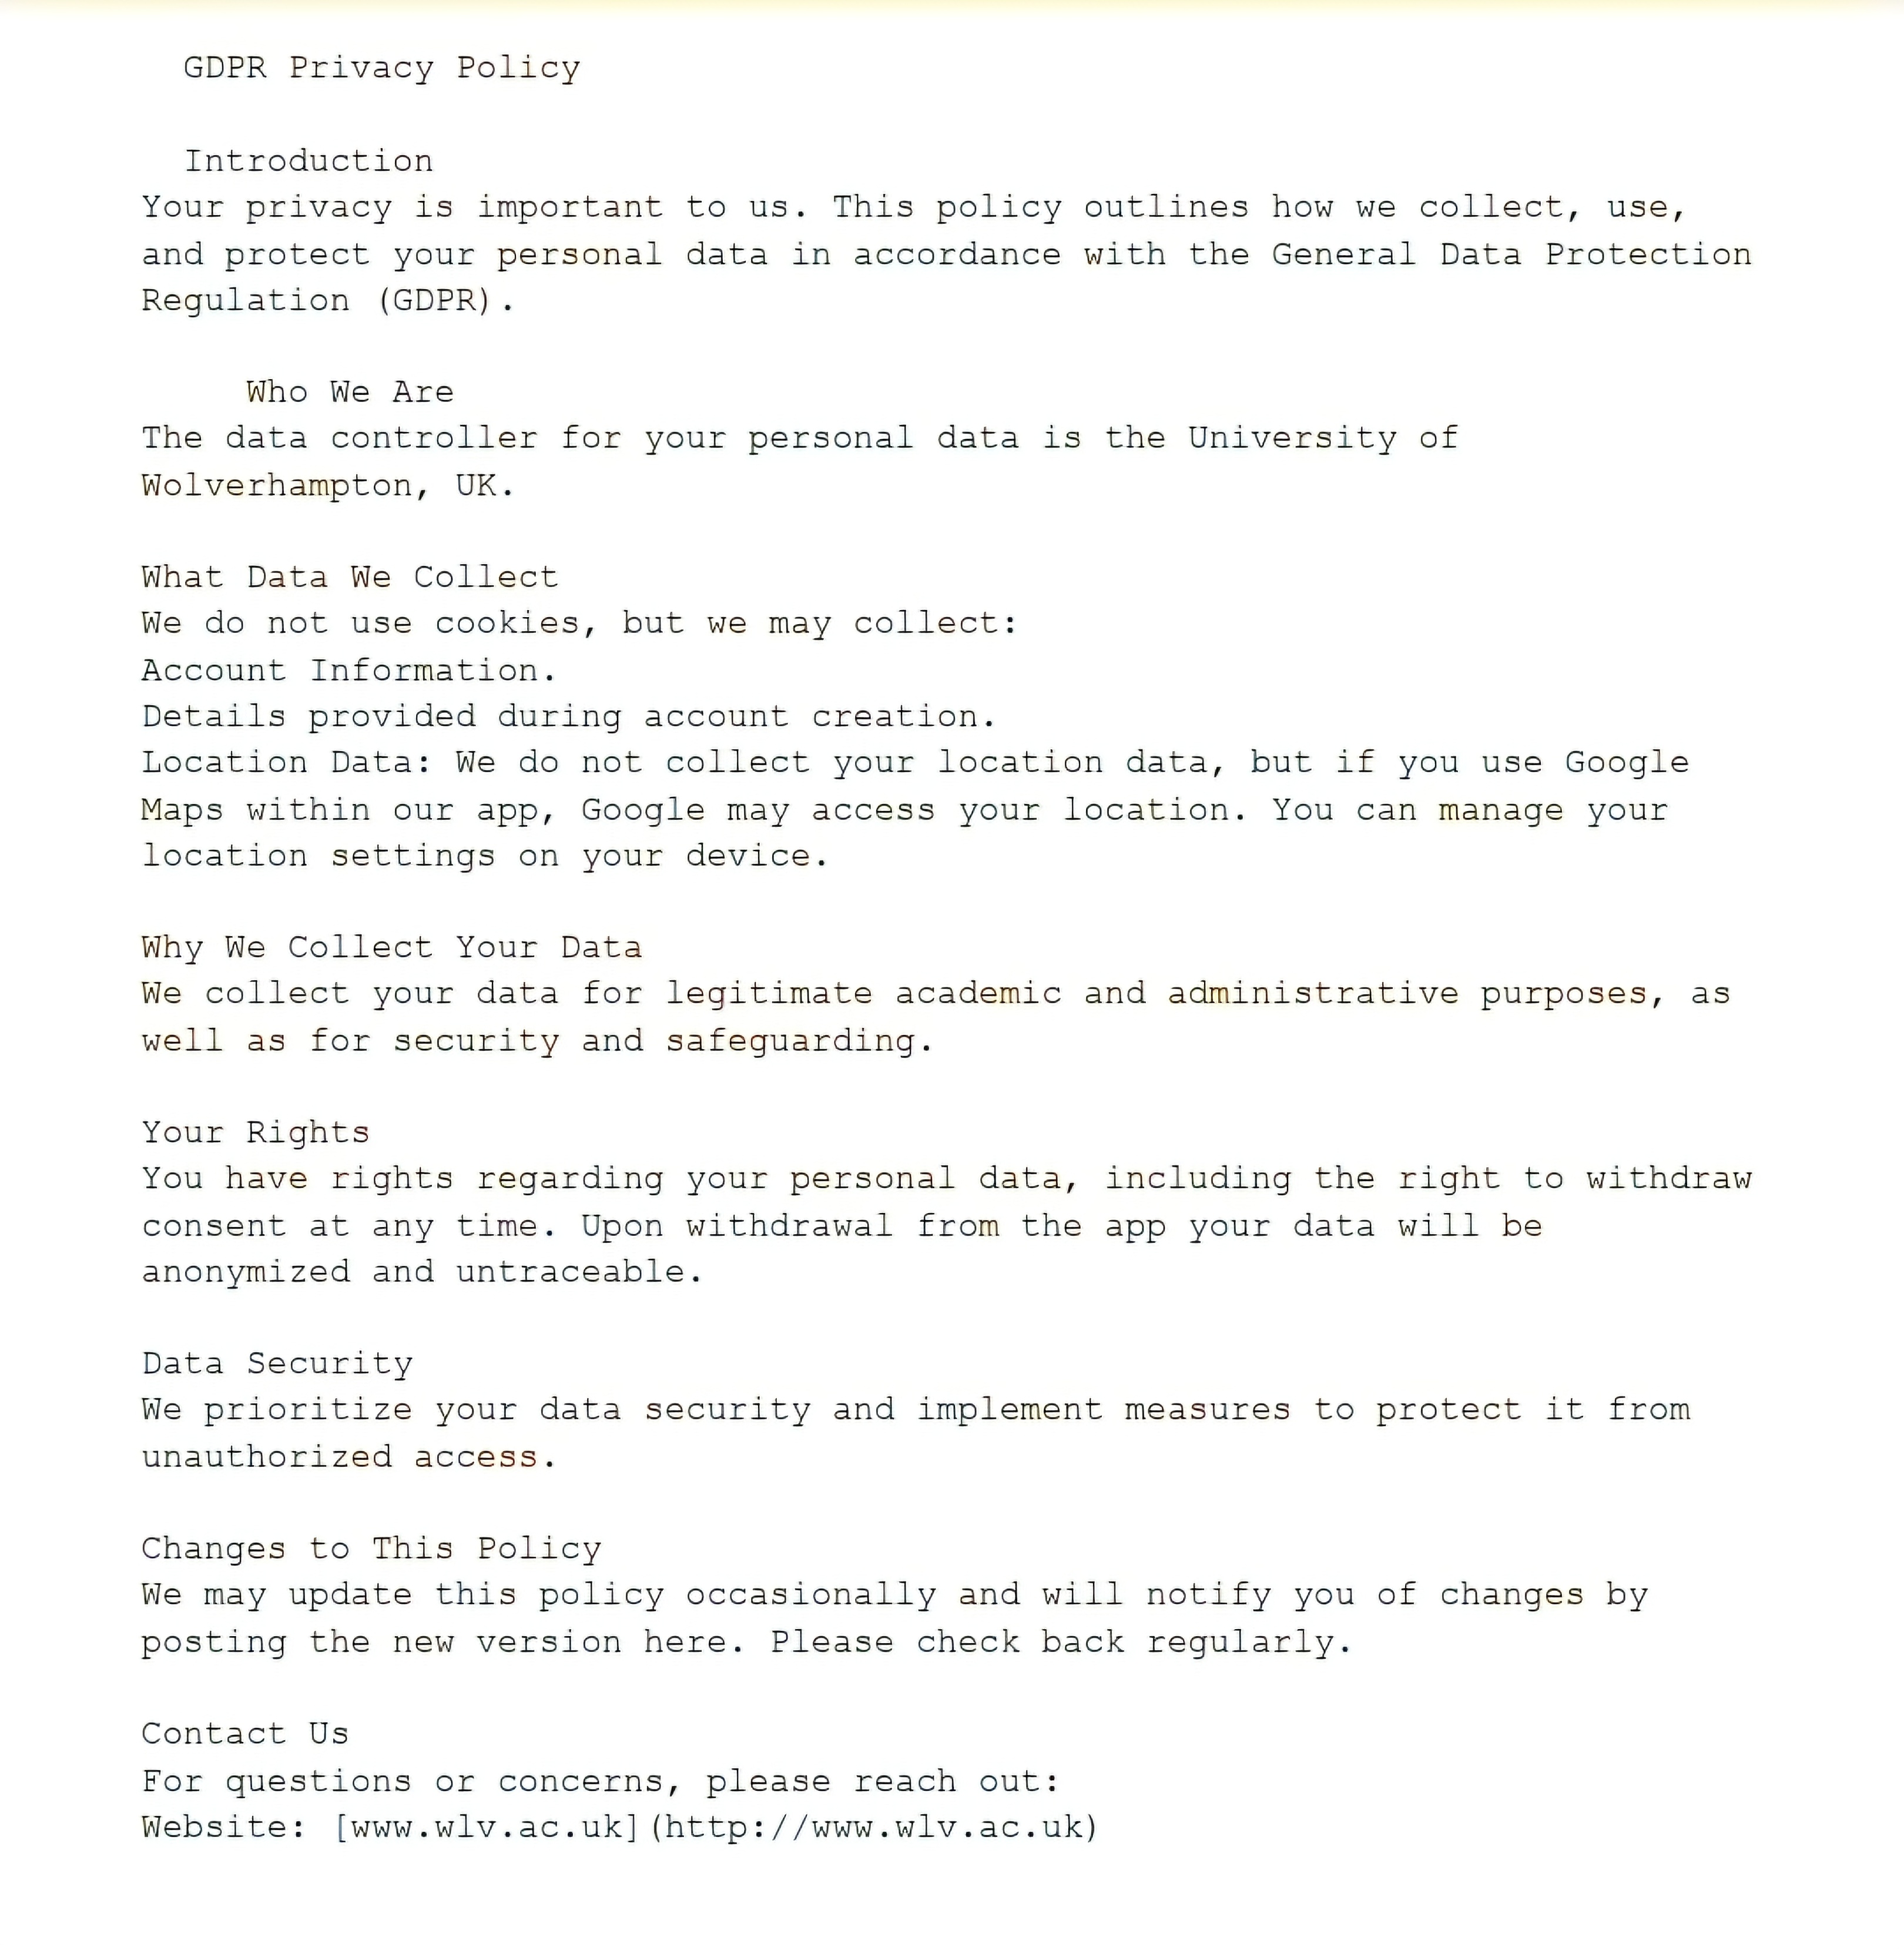 GDPR Privacy Policy
Introduction
Your privacy is important to us. This policy outlines how we collect, use,
and protect your personal data in accordance with the General Data Protection
Regulation (GDPR).
Who We Are
The data controller for your personal data is the University of
Wolverhampton, UK.
What Data We Collect
We do not use cookies, but we may collect:
Account Information.
Details provided during account creation.
Location Data: We do not collect your location data, but if you use Google
Maps within our app, Google may access your location. You can manage your
location settings on your device.
Why We Collect Your Data
We collect your data for legitimate academic and administrative purposes, as
well as for security and safeguarding.
Your Rights
You have rights regarding your personal data, including the right to withdraw
consent at any time. Upon withdrawal from the app your data will be
anonymized and untraceable.
Data Security
We prioritize your data security and implement measures to protect it from
unauthorized access.
Changes to This Policy
We may update this policy occasionally and will notify you of changes by
posting the new version here. Please check back regularly.
Contact Us
For questions or concerns, please reach out:
Website: [www.wlv.ac.uk](http://www.wlv.ac.uk)